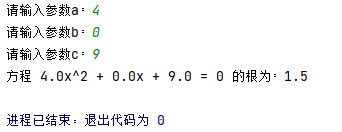 请输入参数a：4
请输入参数b：0
请输入参数c：9
方程 4.0x^2 + 0.0x + 9.0 = 0 的根为：1.5
进程已结束：退出代码为 0